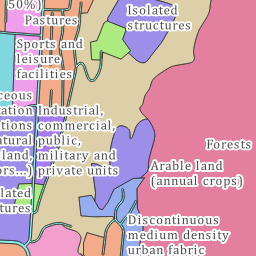 50%)
Pastures
Isolated
structures
Sports and
leisure
facilities
Industrial,
commercial,
public,
military and
private units
land,
Forests
Arable land
(annual crops)
Discontinuous
medium density
urban fabric